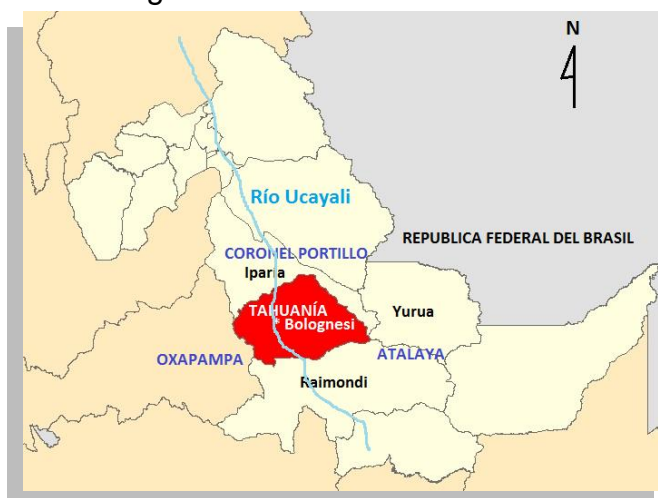 N
Río Ucayali
REPUBLICA FEDERAL DEL BRASIL
CORONEL PORTILLO
Iparia
TAHUANÍA
Bolognesi
Yurua
OXAPAMPA
ATALAYA
Raimondi